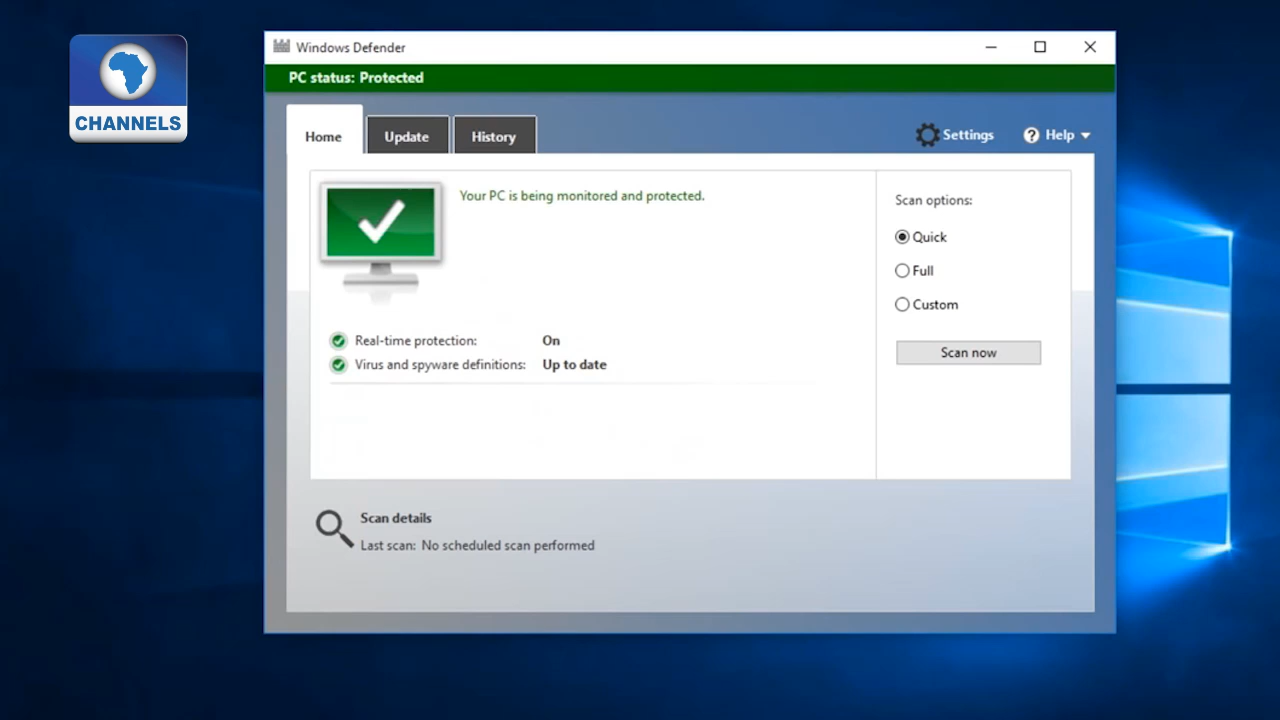 CHANNELS
Windows Defender
PC status: Protected
Home
Update
History
Settings
? Help
Your PC is being monitored and protected.
Scan options:
Quick
Full
Custom
Scan now
Real-time protection: On
Virus and spyware definitions: Up to date
Scan details
Last scan: No scheduled scan performed